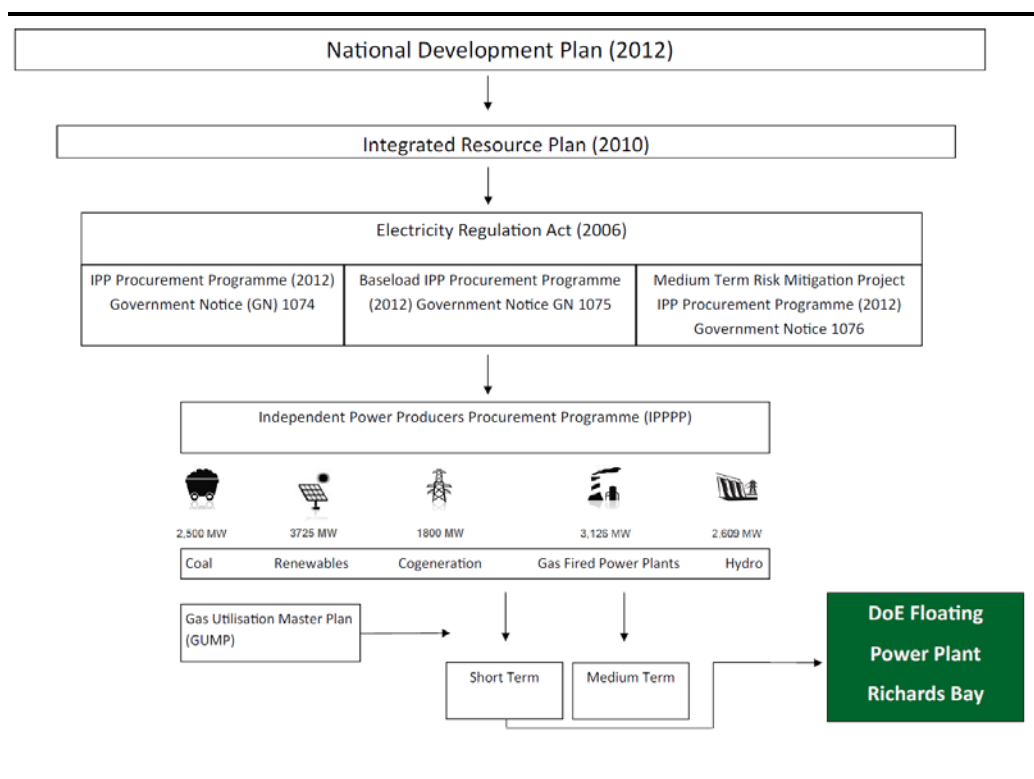 National Development Plan (2012)
Integrated Resource Plan (2010)
Electricity Regulation Act (2006)
IPP Procurement Programme (2012)
Government Notice (GN) 1074
Baseload IPP Procurement Programme
(2012) Government Notice GN 1075
Medium Term Risk Mitigation Project
IPP Procurement Programme (2012)
Government Notice 1076
Independent Power Producers Procurement Programme (IPPPP)
2,500 MW 3725 MW 1800 MW 3,126 MW 2.609 MW
Coal Renewables Cogeneration Gas Fired Power Plants Hydro
Gas Utilisation Master Plan
(GUMP)
Short Term
Medium Term
DoE Floating
Power Plant
Richards Bay